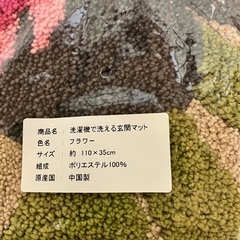 商品名 : 洗濯機で洗える玄関マット
色名 : フラワー
サイズ : 約 110×35cm
組成 : ポリエステル100%
原産国 : 中国製